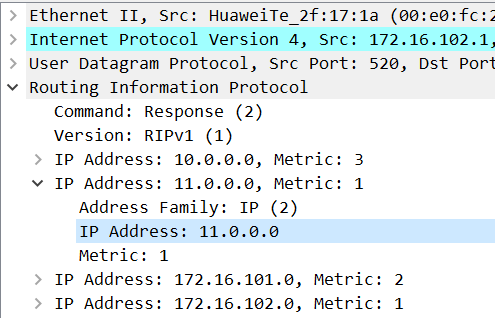 Ethernet II, Src: HuaweiTe_2f:17:1a (00:e0:fc:2
Internet Protocol Version 4, Src: 172.16.102.1,
User Datagram Protocol, Src Port: 520, Dst Port
Routing Information Protocol
Command: Response (2)
Version: RIPv1 (1)
IP Address: 10.0.0.0, Metric: 3
IP Address: 11.0.0.0, Metric: 1
Address Family: IP (2)
IP Address: 11.0.0.0
Metric: 1
IP Address: 172.16.101.0, Metric: 2
IP Address: 172.16.102.0, Metric: 1